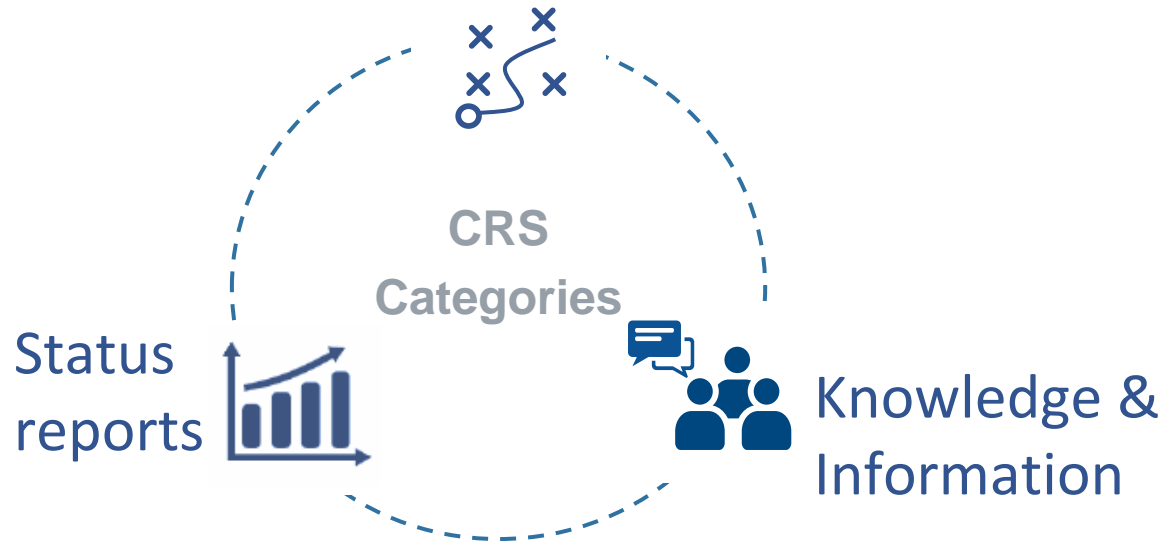 CRS
Categories
Status
reports
Knowledge &
Information